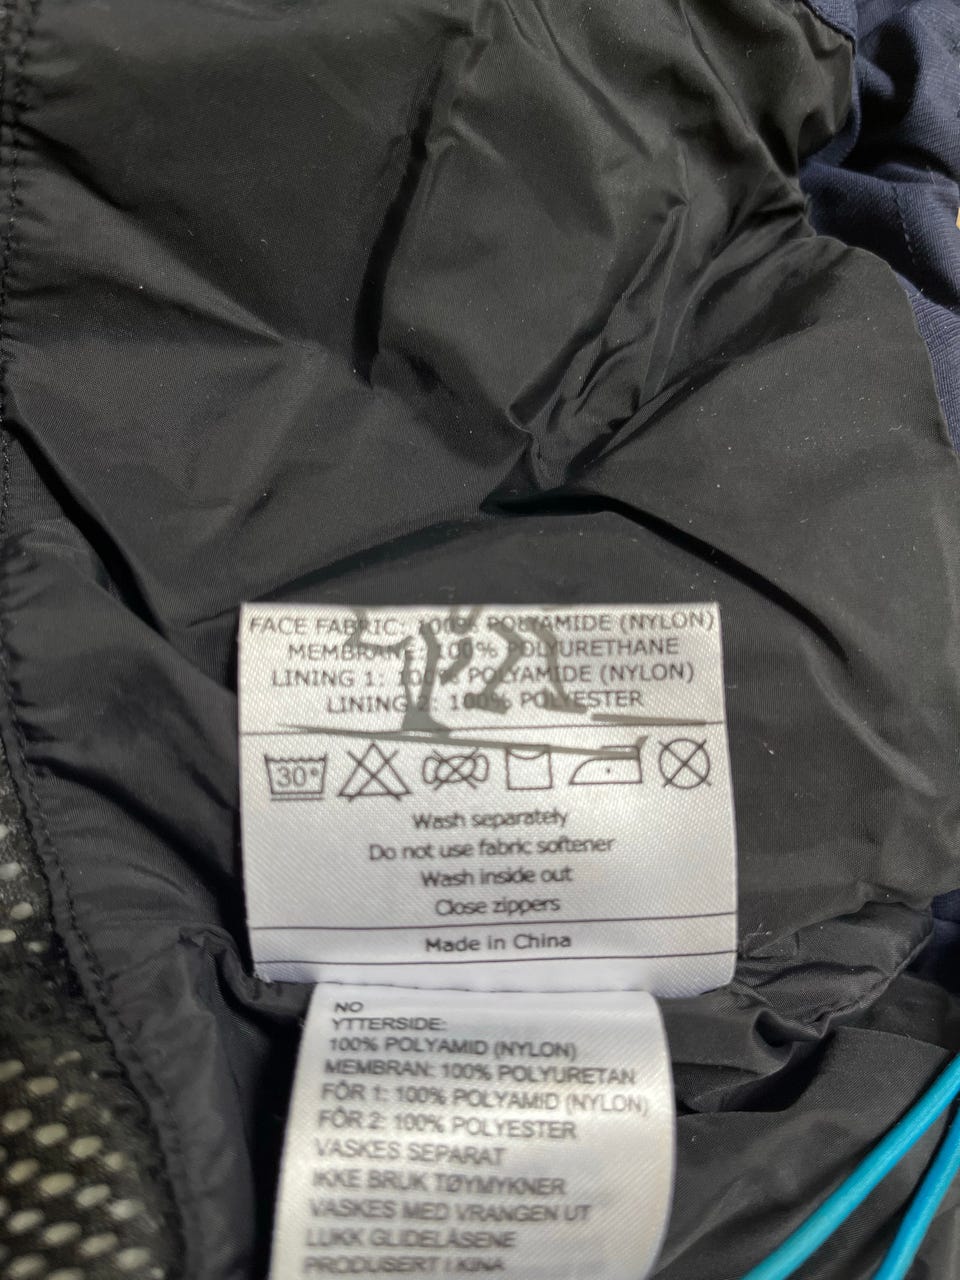 FACE FABRIC: 100% POLYAMIDE (NYLON)
MEMBRANE: 100% POLYURETHANE
LINING 1: 100% POLYAMIDE (NYLON)
LINING 2: 100% POLYESTER
30°
Wash separately
Do not use fabric softener
Wash inside out
Close zippers
Made in China
NO
YTTERSIDE:
100% POLYAMID (NYLON)
MEMBRAN: 100% POLYURETAN
FÔR 1: 100% POLYAMID (NYLON)
FÔR 2: 100% POLYESTER
VASKES SEPARAT
IKKE BRUK TØYMYKNER
VASKES MED VRANGEN UT
LUKK GLIDELÅSENE
PRODUSERT I KINA